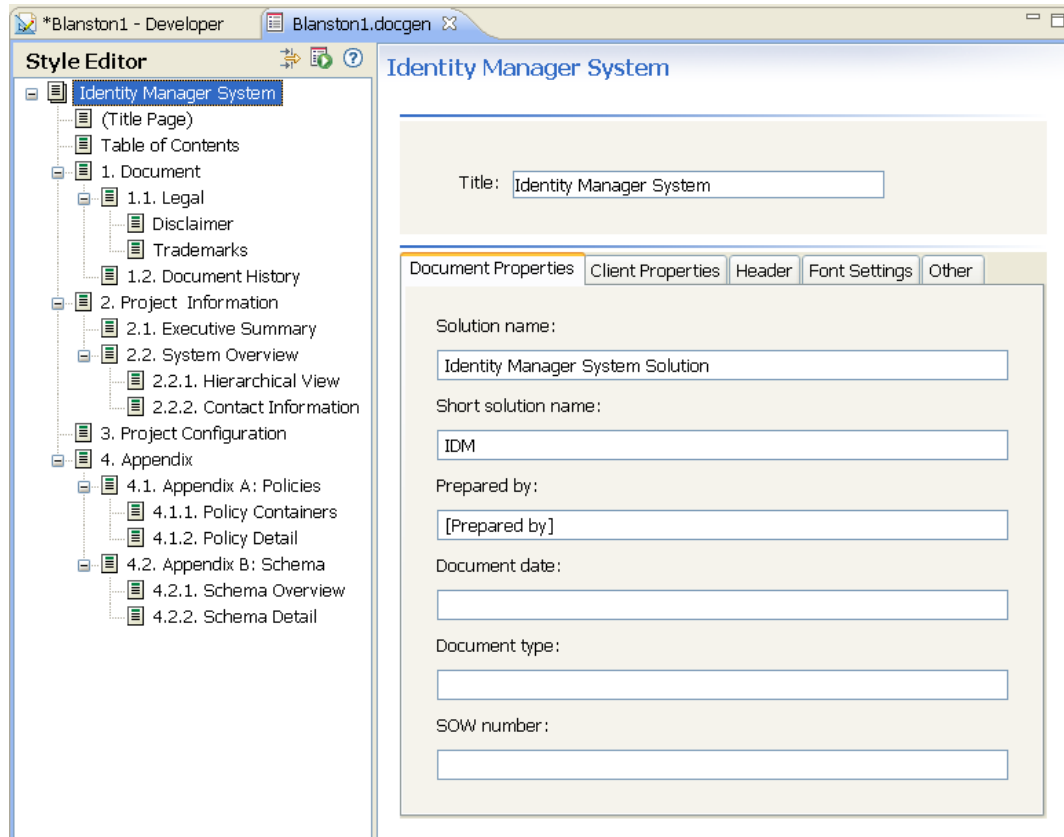 *Blanston1 - Developer
Blanston1.docgen
Style Editor
Identity Manager System
(Title Page)
Table of Contents
1. Document
1.1. Legal
Disclaimer
Trademarks
1.2. Document History
2. Project  Information
2.1. Executive Summary
2.2. System Overview
2.2.1. Hierarchical View
2.2.2. Contact Information
3. Project Configuration
4. Appendix
4.1. Appendix A: Policies
4.1.1. Policy Containers
4.1.2. Policy Detail
4.2. Appendix B: Schema
4.2.1. Schema Overview
4.2.2. Schema Detail
Identity Manager System
Title: Identity Manager System
Document Properties Client Properties Header Font Settings Other
Solution name:
Identity Manager System Solution
Short solution name:
IDM
Prepared by:
[Prepared by]
Document date:
Document type:
SOW number: